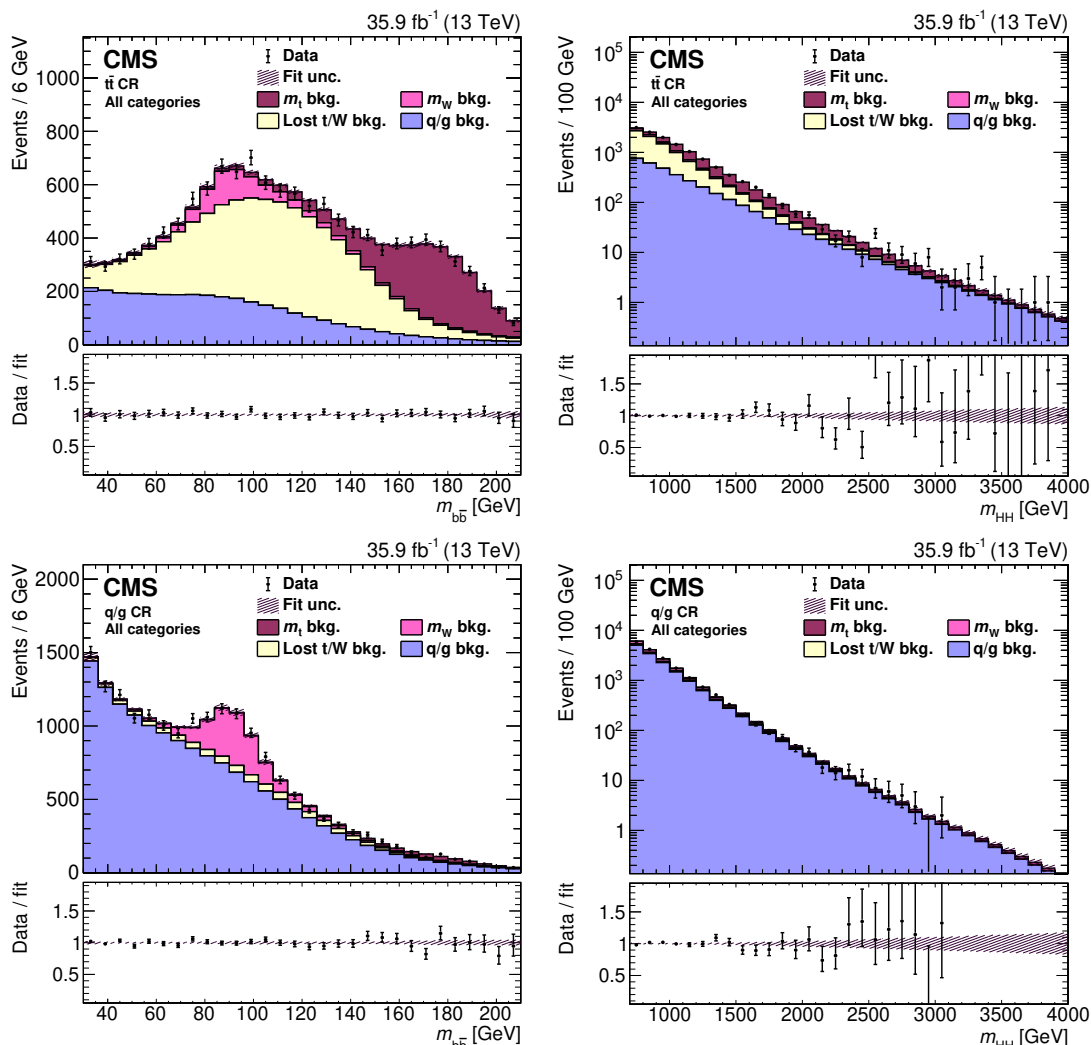 35.9 fb⁻¹ (13 TeV)
Events / 6 GeV
CMS
tt̄ CR
All categories
Data
Fit unc.
mₜ bkg.
m_W bkg.
Lost t/W bkg.
q/g bkg.
1000
800
600
400
200
0
Data / fit
1.5
1
0.5
40 60 80 100 120 140 160 180 200
m_bb̄ [GeV]
35.9 fb⁻¹ (13 TeV)
Events / 100 GeV
CMS
tt̄ CR
All categories
Data
Fit unc.
mₜ bkg.
m_W bkg.
Lost t/W bkg.
q/g bkg.
10⁵
10⁴
10³
10²
10
1
Data / fit
1.5
1
0.5
1000 1500 2000 2500 3000 3500 4000
m_HH [GeV]
35.9 fb⁻¹ (13 TeV)
Events / 6 GeV
CMS
q/g CR
All categories
Data
Fit unc.
mₜ bkg.
m_W bkg.
Lost t/W bkg.
q/g bkg.
2000
1500
1000
500
0
Data / fit
1.5
1
0.5
40 60 80 100 120 140 160 180 200
m_bb̄ [GeV]
35.9 fb⁻¹ (13 TeV)
Events / 100 GeV
CMS
q/g CR
All categories
Data
Fit unc.
mₜ bkg.
m_W bkg.
Lost t/W bkg.
q/g bkg.
10⁵
10⁴
10³
10²
10
1
Data / fit
1.5
1
0.5
1000 1500 2000 2500 3000 3500 4000
m_HH [GeV]